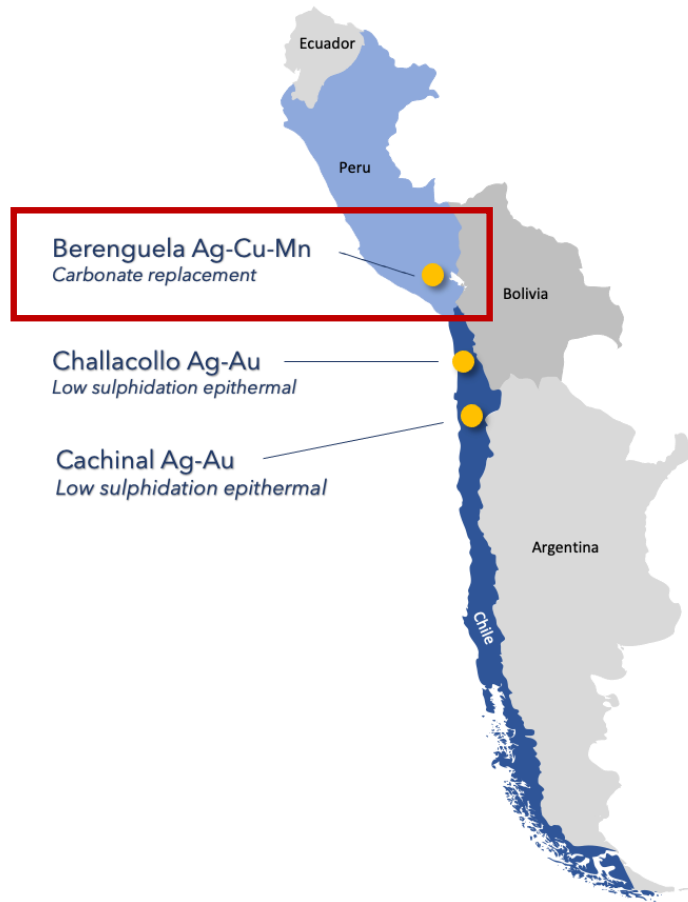 Ecuador
Peru
Berenguela Ag-Cu-Mn
Carbonate replacement
Bolivia
Challacollo Ag-Au
Low sulphidation epithermal
Cachinal Ag-Au
Low sulphidation epithermal
Argentina
Chile